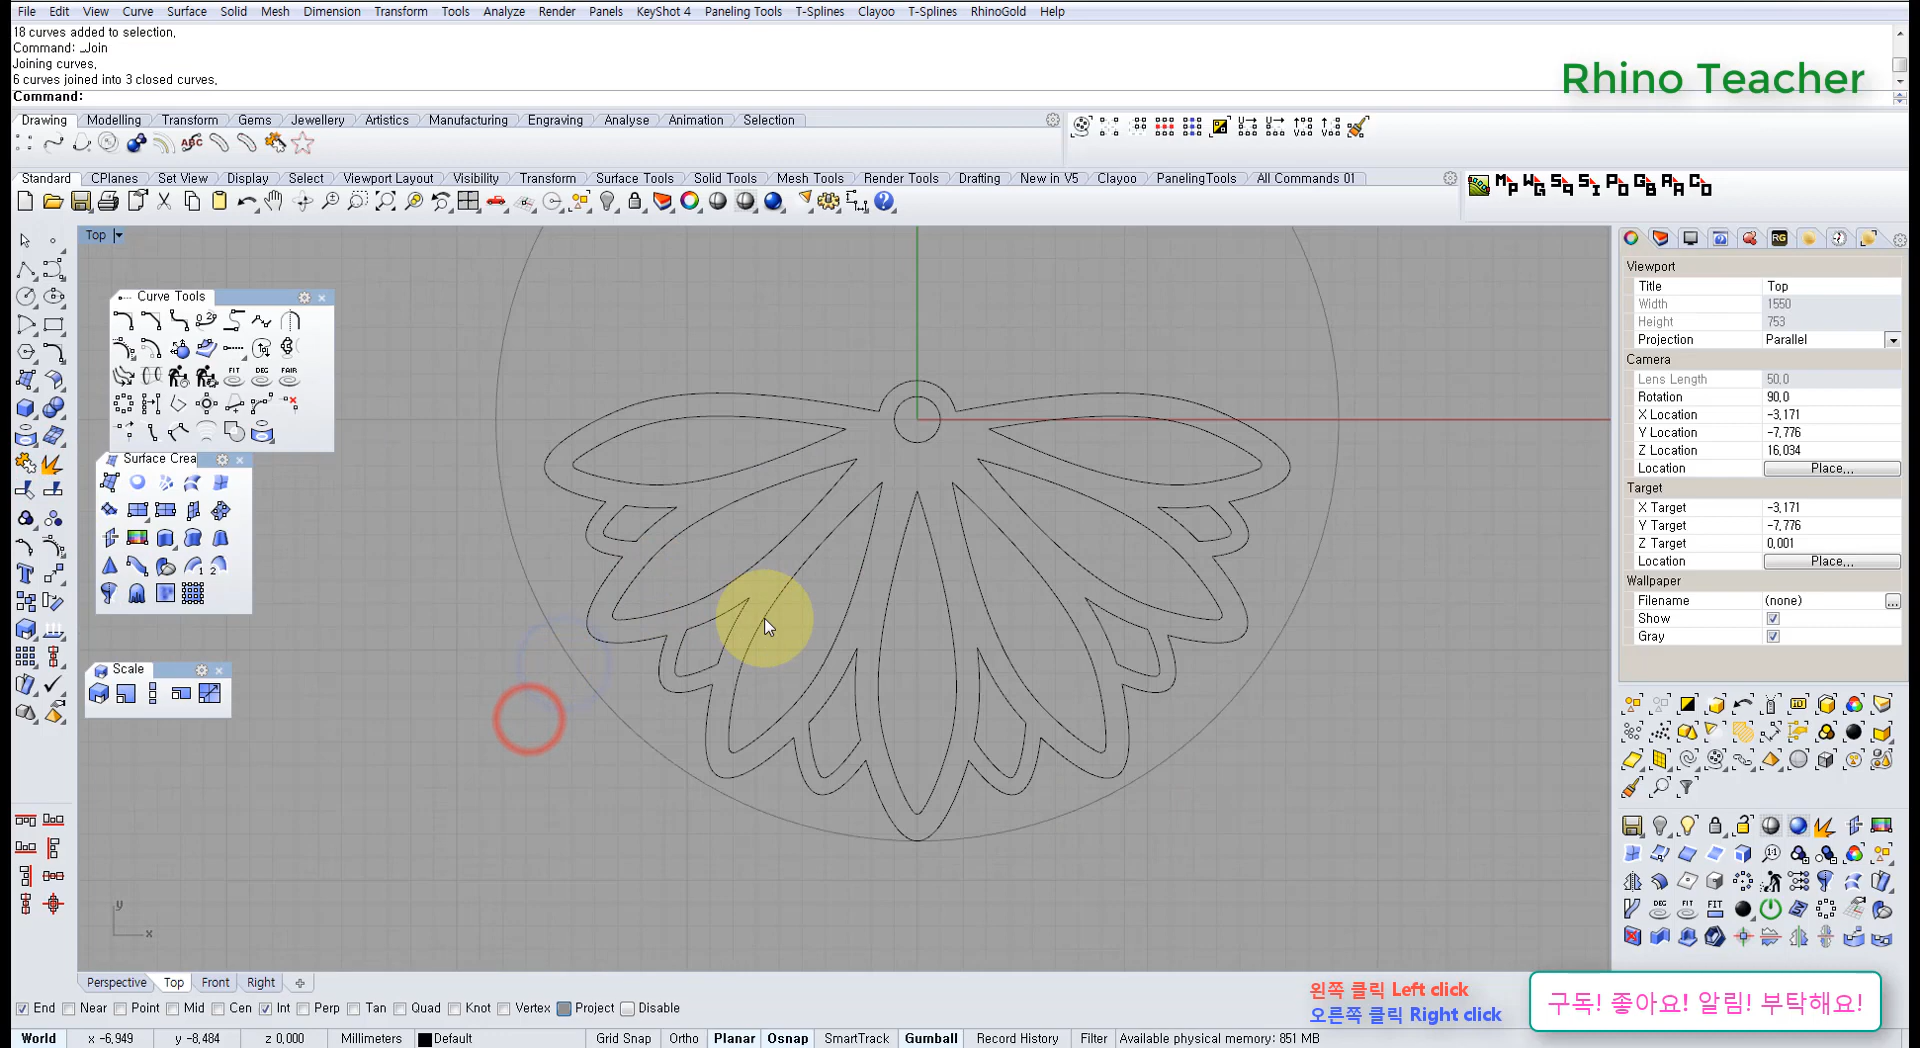 File Edit View Curve Surface Solid Mesh Dimension Transform Tools Analyze Render Panels KeyShot 4 Paneling Tools T-Splines Clayoo T-Splines RhinoGold Help
18 curves added to selection.
Command: _Join
Joining curves.
6 curves joined into 3 closed curves.
Command:
Rhino Teacher
Drawing Modelling Transform Gems Jewellery Artistics Manufacturing Engraving Analyse Animation Selection
Standard CPlanes Set View Display Select Viewport Layout Visibility Transform Surface Tools Solid Tools Mesh Tools Render Tools Drafting New in V5 Clayoo PanelingTools All Commands 01
Top
Curve Tools
Surface Crea
Scale
Viewport
Title Top
Width 1550
Height 753
Projection Parallel
Camera
Lens Length 50.0
Rotation 90.0
X Location -3.171
Y Location -7.776
Z Location 16.034
Location Place...
Target
X Target -3.171
Y Target -7.776
Z Target 0.001
Location Place...
Wallpaper
Filename (none) ...
Show
Gray
y
x
Perspective Top Front Right
End Near Point Mid Cen Int Perp Tan Quad Knot Vertex Project Disable
왼쪽 클릭 Left click
오른쪽 클릭 Right click
구독! 좋아요! 알림! 부탁해요!
World x -6.949 y -8.484 z 0.000 Millimeters Default Grid Snap Ortho Planar Osnap SmartTrack Gumball Record History Filter Available physical memory: 851 MB